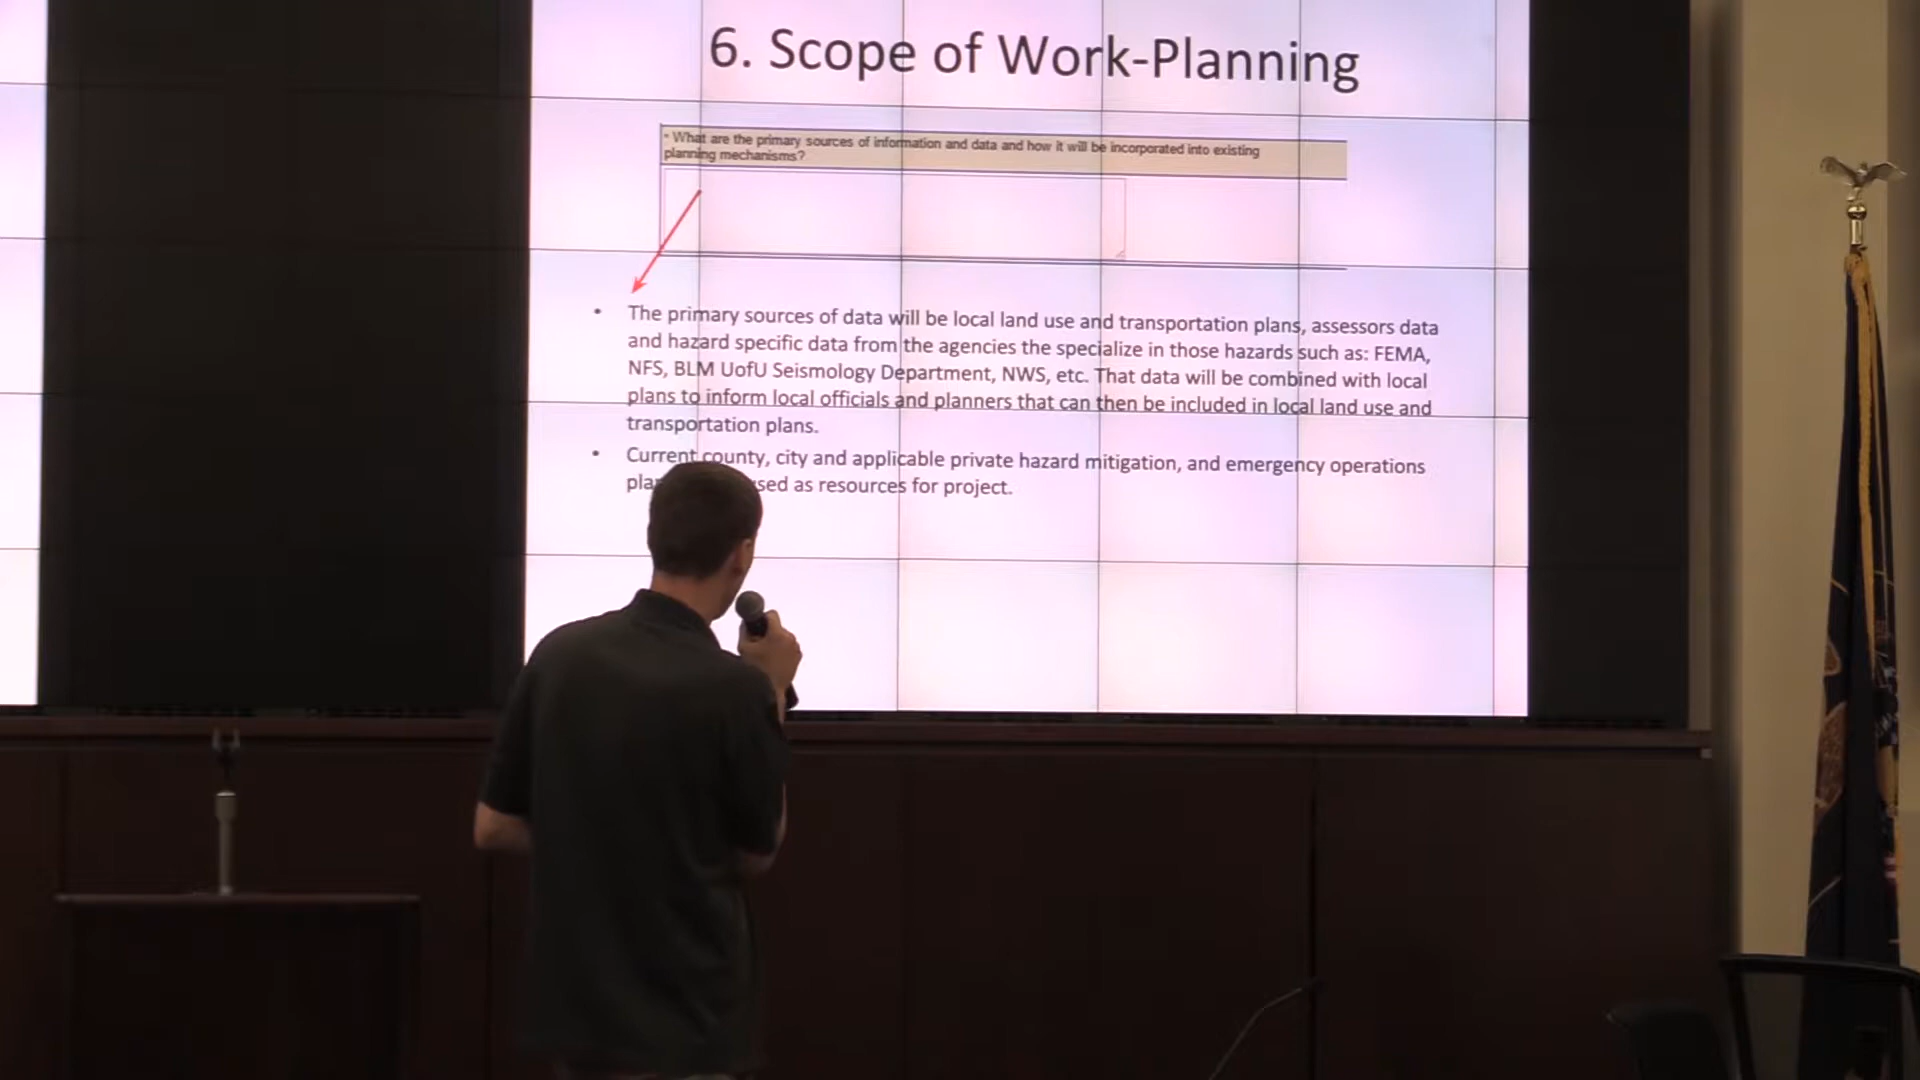 6. Scope of Work-Planning
* What are the primary sources of information and data and how it will be incorporated into existing
planning mechanisms?
• The primary sources of data will be local land use and transportation plans, assessors data
and hazard specific data from the agencies the specialize in those hazards such as: FEMA,
NFS, BLM UofU Seismology Department, NWS, etc. That data will be combined with local
plans to inform local officials and planners that can then be included in local land use and
transportation plans.
• Current county, city and applicable private hazard mitigation, and emergency operations
as resources for project.